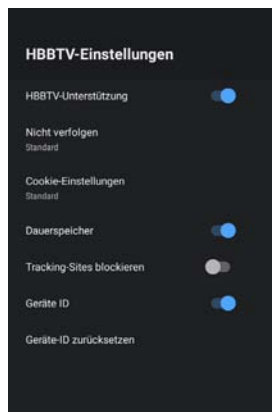 HBBTV-Einstellungen
HBBTV-Unterstützung
Nicht verfolgen
Standard
Cookie-Einstellungen
Standard
Dauerspeicher
Tracking-Sites blockieren
Geräte ID
Geräte-ID zurücksetzen